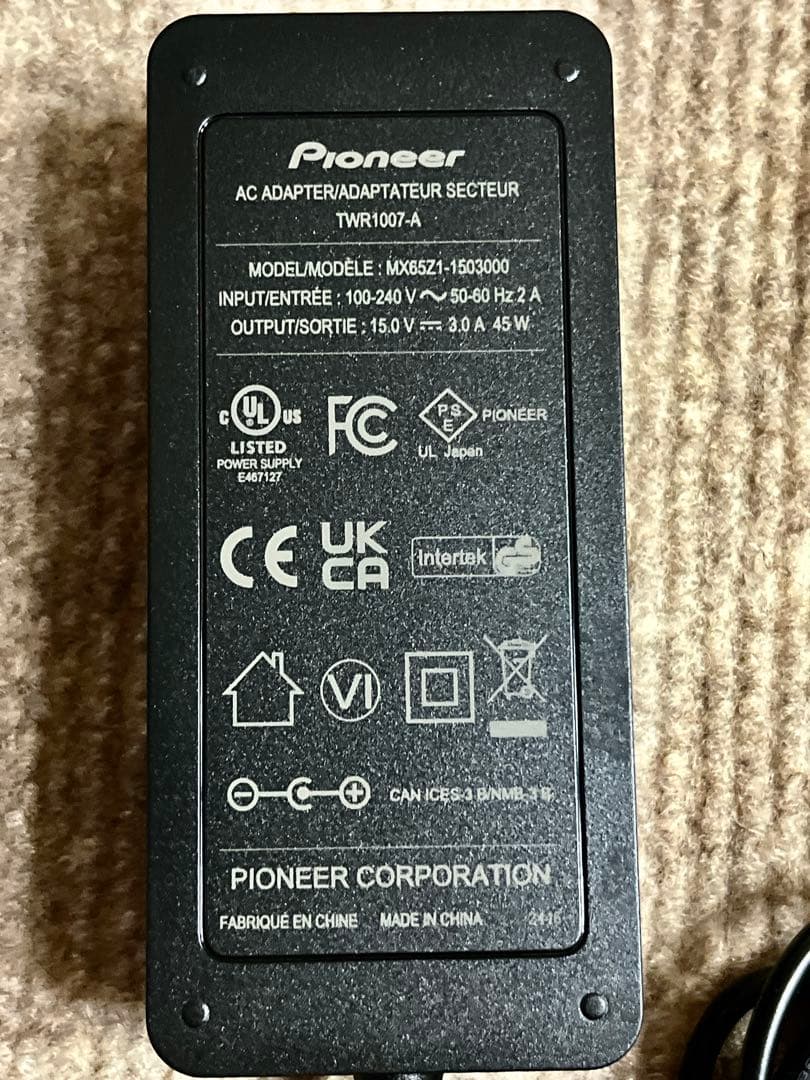 Pioneer
AC ADAPTER/ADAPTATEUR SECTEUR
TWR1007-A
MODEL/MODÈLE : MX65Z1-1503000
INPUT/ENTRÉE : 100-240 V ~ 50-60 Hz 2 A
OUTPUT/SORTIE : 15.0 V ⎓ 3.0 A 45 W
C UL US
LISTED
POWER SUPPLY
E467127
FC
PSE PIONEER
UL Japan
CE
UK
CA
Intertek GS
VI
CAN ICES-3 B/NMB-3 B
PIONEER CORPORATION
FABRIQUÉ EN CHINE MADE IN CHINA